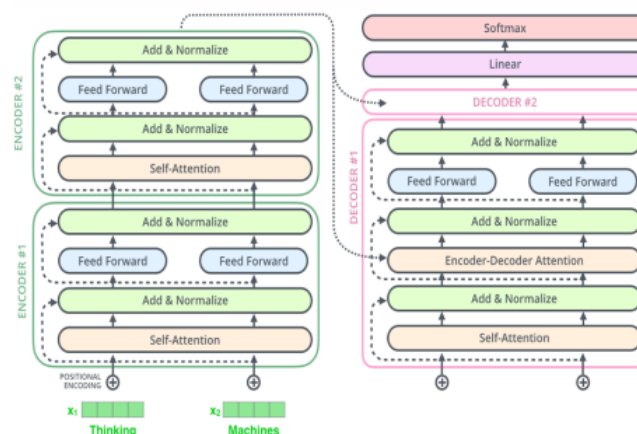 ENCODER #2
Add & Normalize
Feed Forward
Feed Forward
Add & Normalize
Self-Attention
ENCODER #1
Add & Normalize
Feed Forward
Feed Forward
Add & Normalize
Self-Attention
POSITIONAL
ENCODING
x₁
x₂
Thinking
Machines
Softmax
Linear
DECODER #2
DECODER #1
Add & Normalize
Feed Forward
Feed Forward
Add & Normalize
Encoder-Decoder Attention
Add & Normalize
Self-Attention